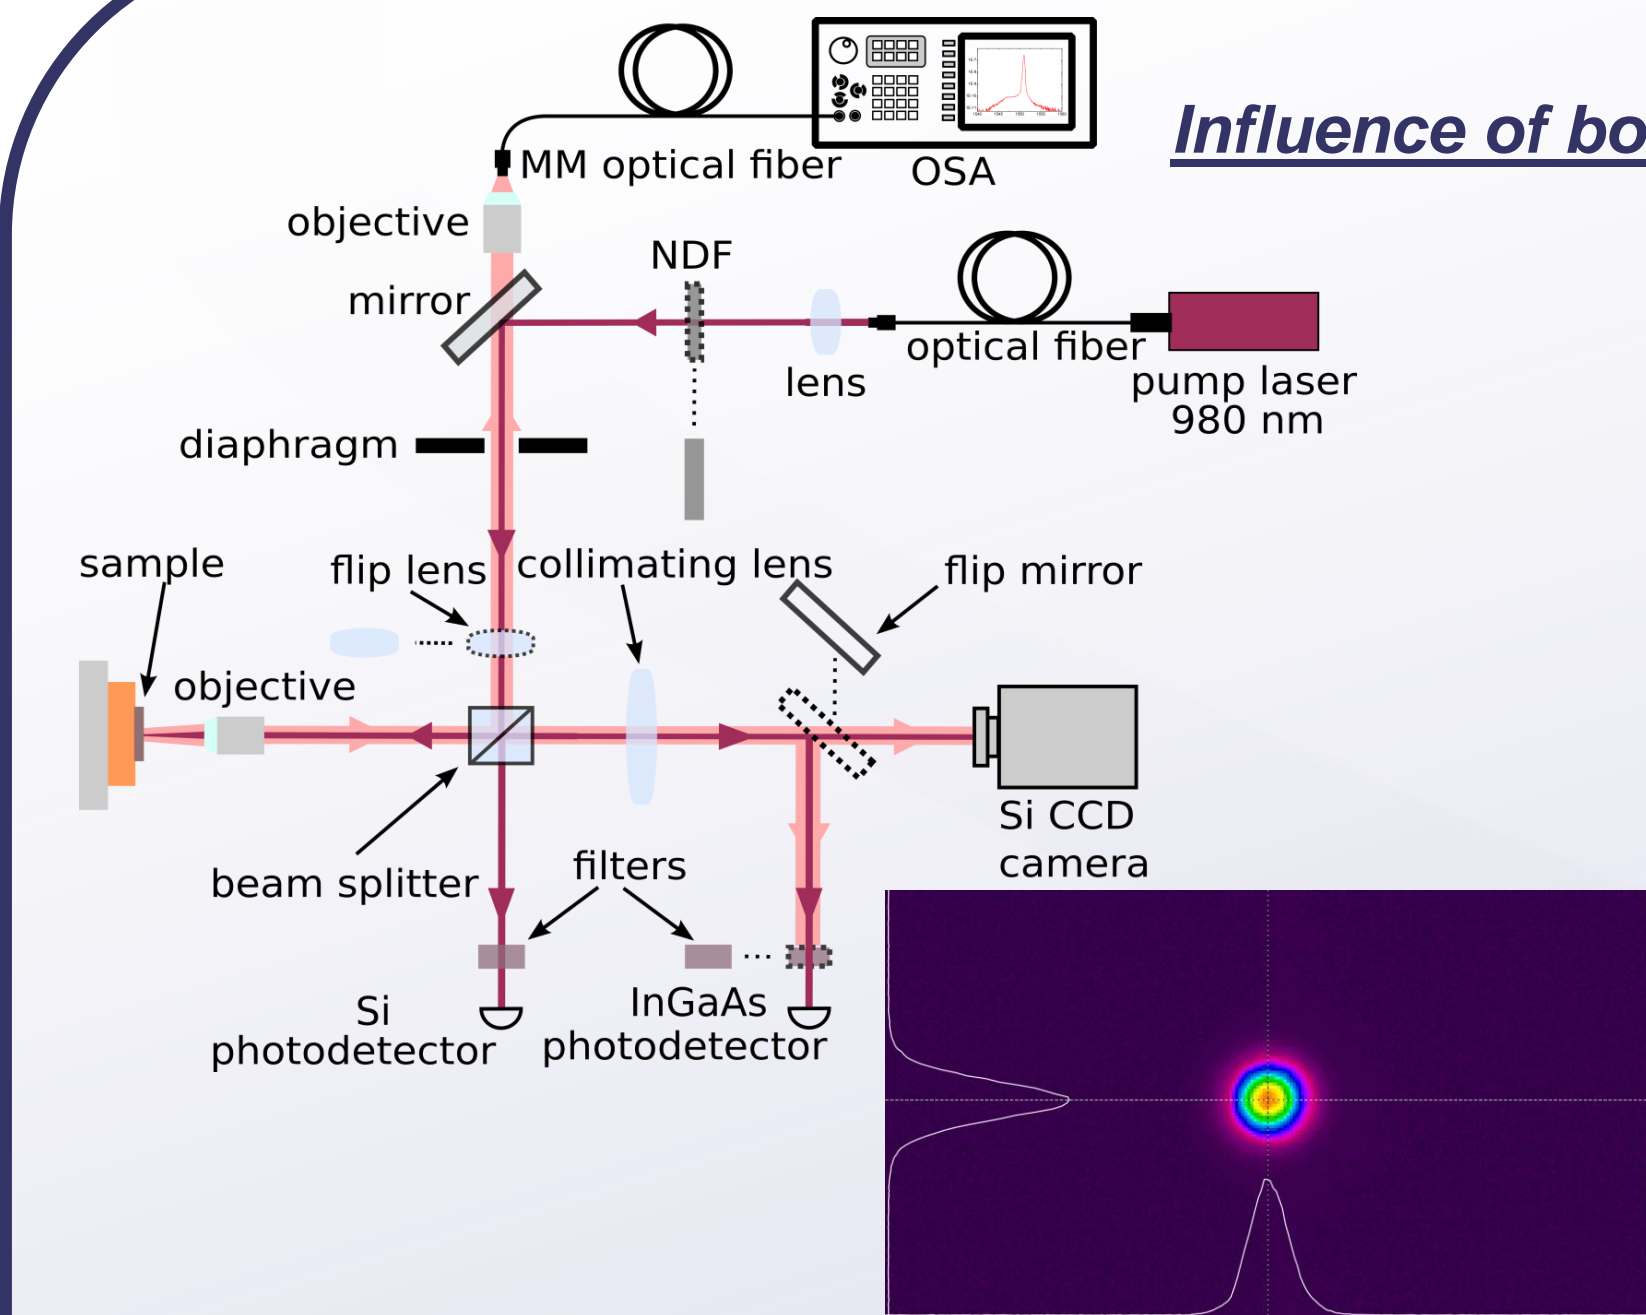 Influence of bo
MM optical fiber
OSA
objective
NDF
mirror
optical fiber
lens
pump laser
980 nm
diaphragm
sample
flip lens
collimating lens
flip mirror
objective
Si CCD
camera
beam splitter
filters
Si
photodetector
InGaAs
photodetector